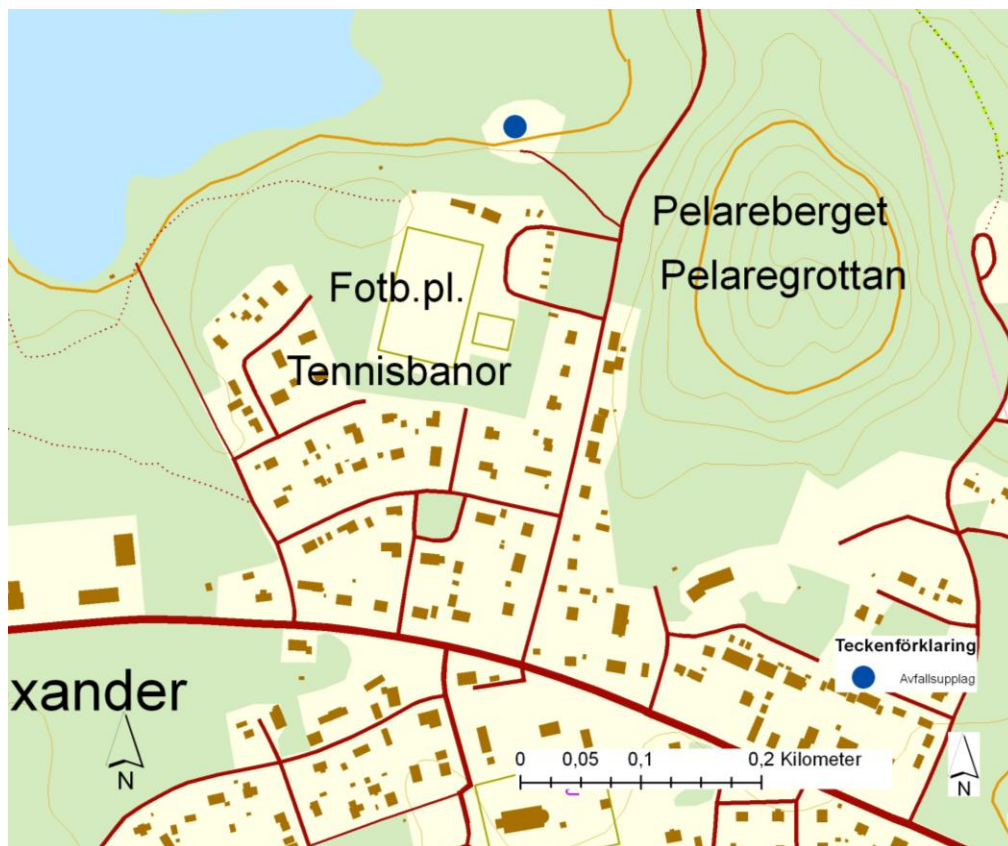 Pelareberget
Pelaregrottan
Fotb.pl.
Tennisbanor
Teckenförklaring
Avfallsupplag
xander
N
0 0,05 0,1 0,2 Kilometer
N